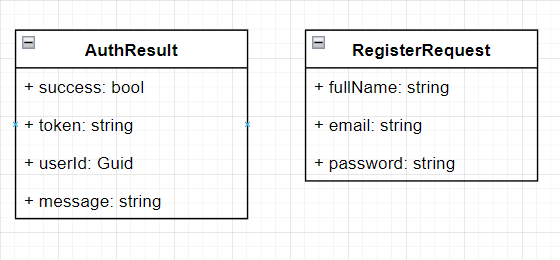 AuthResult
+ success: bool
+ token: string
+ userId: Guid
+ message: string
RegisterRequest
+ fullName: string
+ email: string
+ password: string